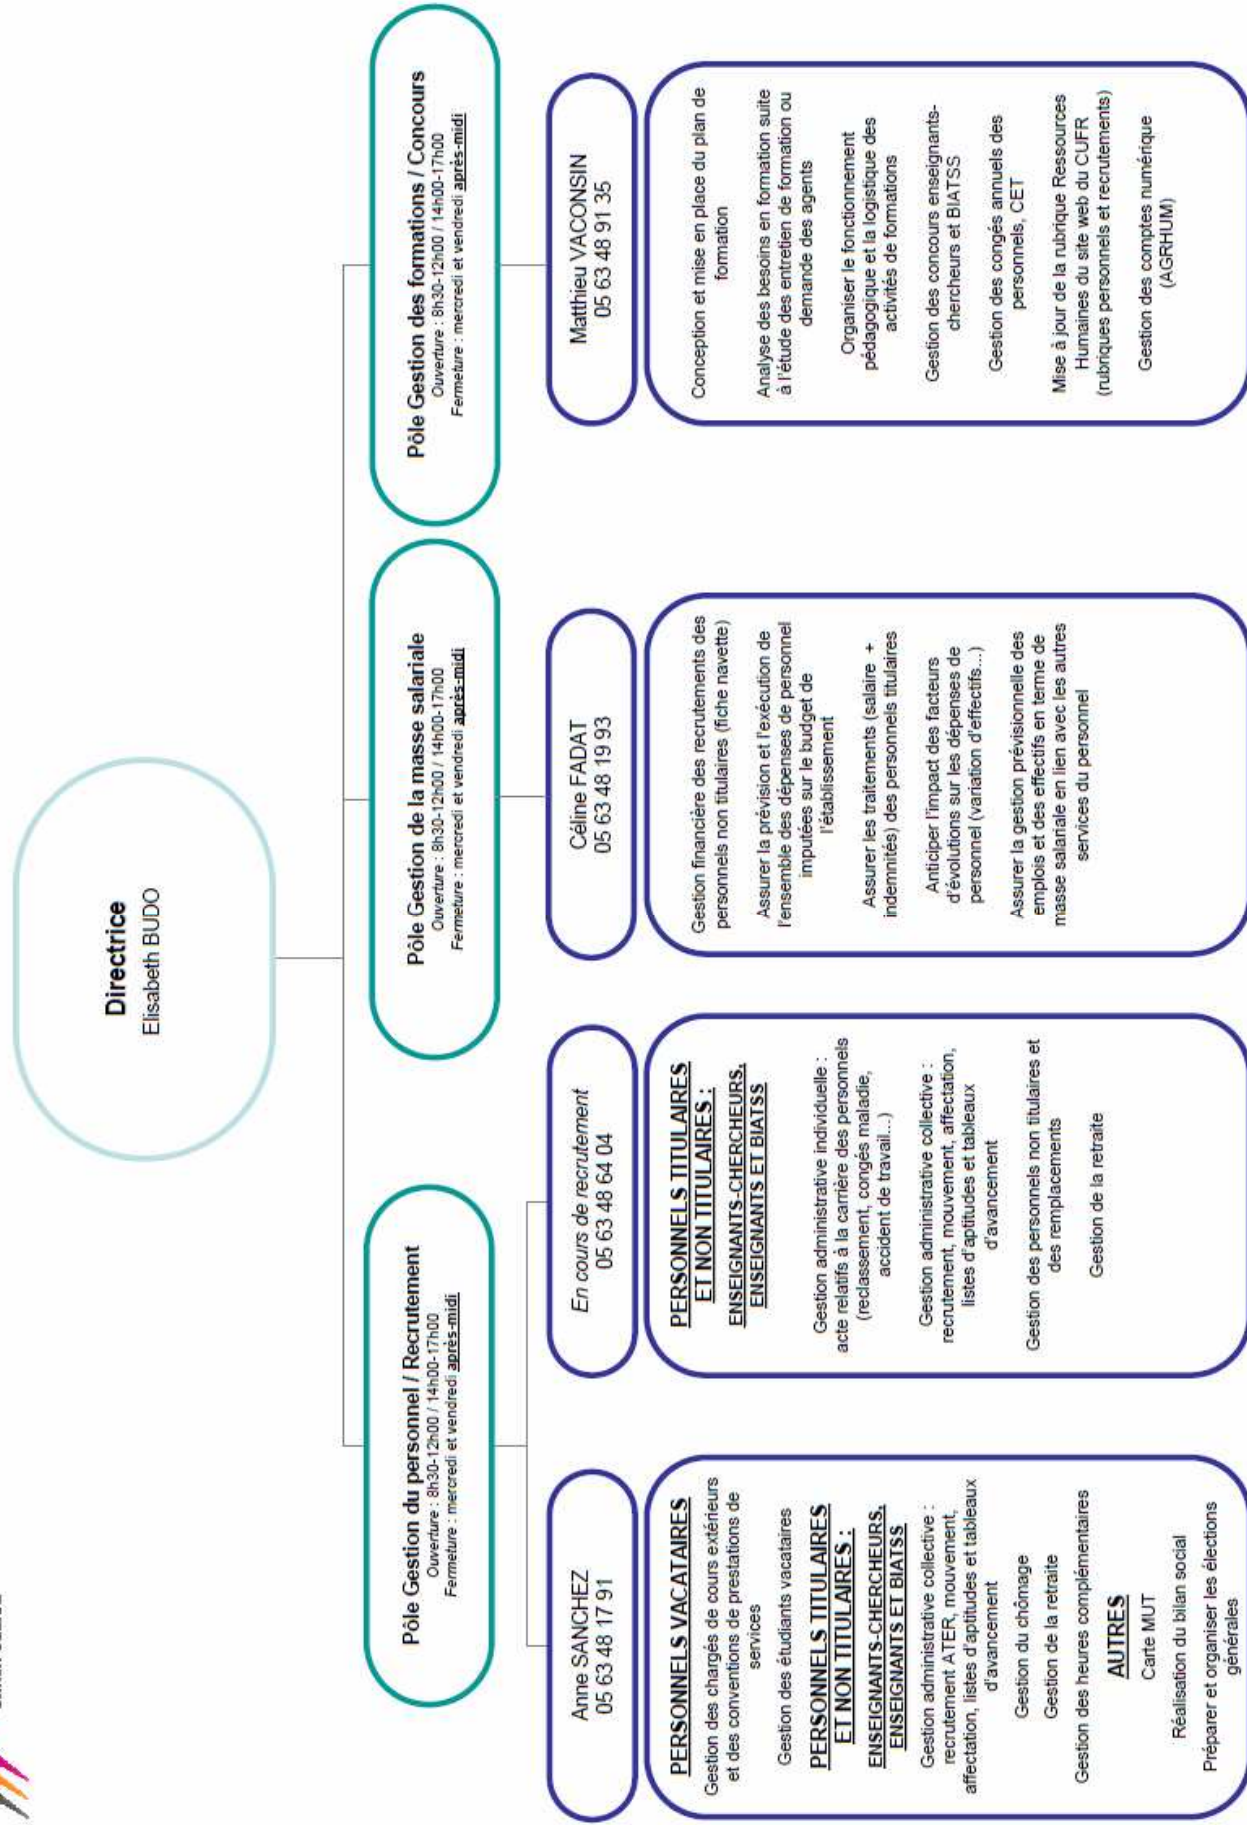 Directrice
Elisabeth BUDO
Pôle Gestion du personnel / Recrutement
Ouverture : 8h30-12h00 / 14h00-17h00
Fermeture : mercredi et vendredi après-midi
Pôle Gestion de la masse salariale
Ouverture : 8h30-12h00 / 14h00-17h00
Fermeture : mercredi et vendredi après-midi
Pôle Gestion des formations / Concours
Ouverture : 8h30-12h00 / 14h00-17h00
Fermeture : mercredi et vendredi après-midi
Anne SANCHEZ
05 63 48 17 91
En cours de recrutement
05 63 48 64 04
Céline FADAT
05 63 48 19 93
Matthieu VACONSIN
05 63 48 91 35
PERSONNELS VACATAIRES
Gestion des chargés de cours extérieurs
et des conventions de prestations de
services
Gestion des étudiants vacataires
PERSONNELS TITULAIRES
ET NON TITULAIRES :
ENSEIGNANTS-CHERCHEURS,
ENSEIGNANTS ET BIATSS
Gestion administrative collective :
recrutement ATER, mouvement,
affectation, listes d'aptitudes et tableaux
d'avancement
Gestion du chômage
Gestion de la retraite
Gestion des heures complémentaires
AUTRES
Carte MUT
Réalisation du bilan social
Préparer et organiser les élections
générales
PERSONNELS TITULAIRES
ET NON TITULAIRES :
ENSEIGNANTS-CHERCHEURS,
ENSEIGNANTS ET BIATSS
Gestion administrative individuelle :
acte relatifs à la carrière des personnels
(reclassement, congés maladie,
accident de travail...)
Gestion administrative collective :
recrutement, mouvement, affectation,
listes d'aptitudes et tableaux
d'avancement
Gestion des personnels non titulaires et
des remplacements
Gestion de la retraite
Gestion financière des recrutements des
personnels non titulaires (fiche navette)
Assurer la prévision et l'exécution de
l'ensemble des dépenses de personnel
imputées sur le budget de
l'établissement
Assurer les traitements (salaire +
indemnités) des personnels titulaires
Anticiper l'impact des facteurs
d'évolutions sur les dépenses de
personnel (variation d'effectifs...)
Assurer la gestion prévisionnelle des
emplois et des effectifs en terme de
masse salariale en lien avec les autres
services du personnel
Conception et mise en place du plan de
formation
Analyse des besoins en formation suite
à l'étude des entretien de formation ou
demande des agents
Organiser le fonctionnement
pédagogique et la logistique des
activités de formations
Gestion des concours enseignants-
chercheurs et BIATSS
Gestion des congés annuels des
personnels, CET
Mise à jour de la rubrique Ressources
Humaines du site web du CUFR
(rubriques personnels et recrutements)
Gestion des comptes numérique
(AGRHUM)